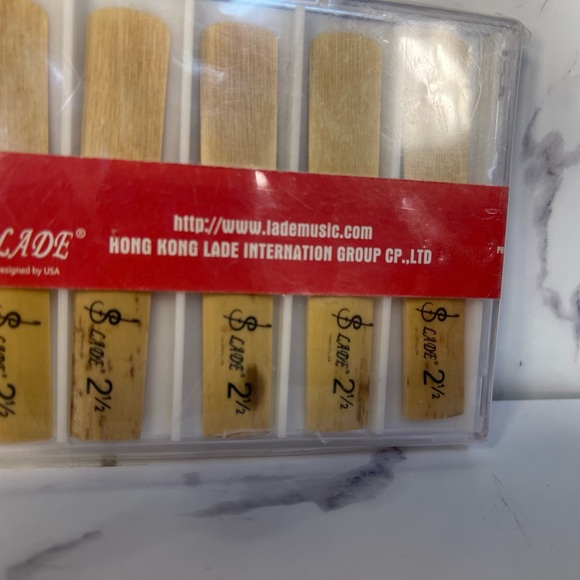 http://www.lademusic.com
LADE®
HONG KONG LADE INTERNATION GROUP CP.,LTD
esigned by USA
LADE®
2½
LADE®
2½
LADE®
2½
LADE®
2½
LADE®
2½